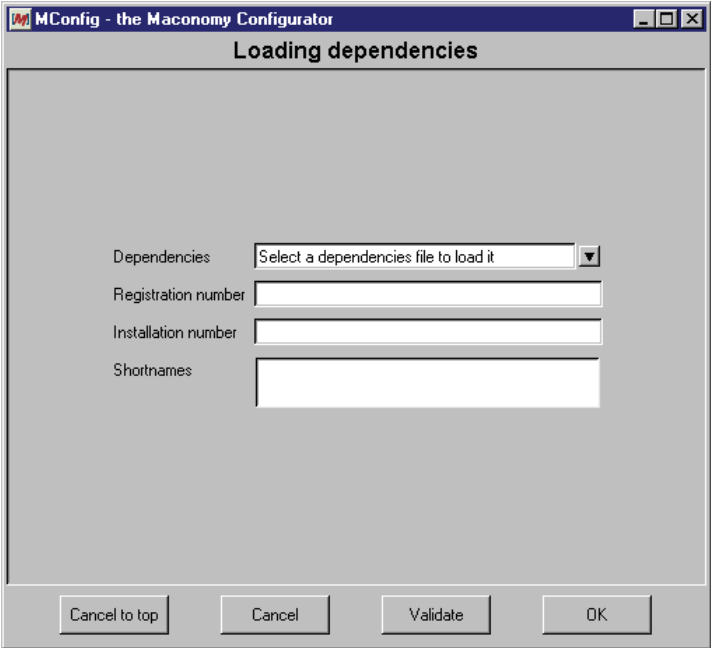 MConfig - the Maconomy Configurator
Loading dependencies
Dependencies Select a dependencies file to load it
Registration number
Installation number
Shortnames
Cancel to top Cancel Validate OK